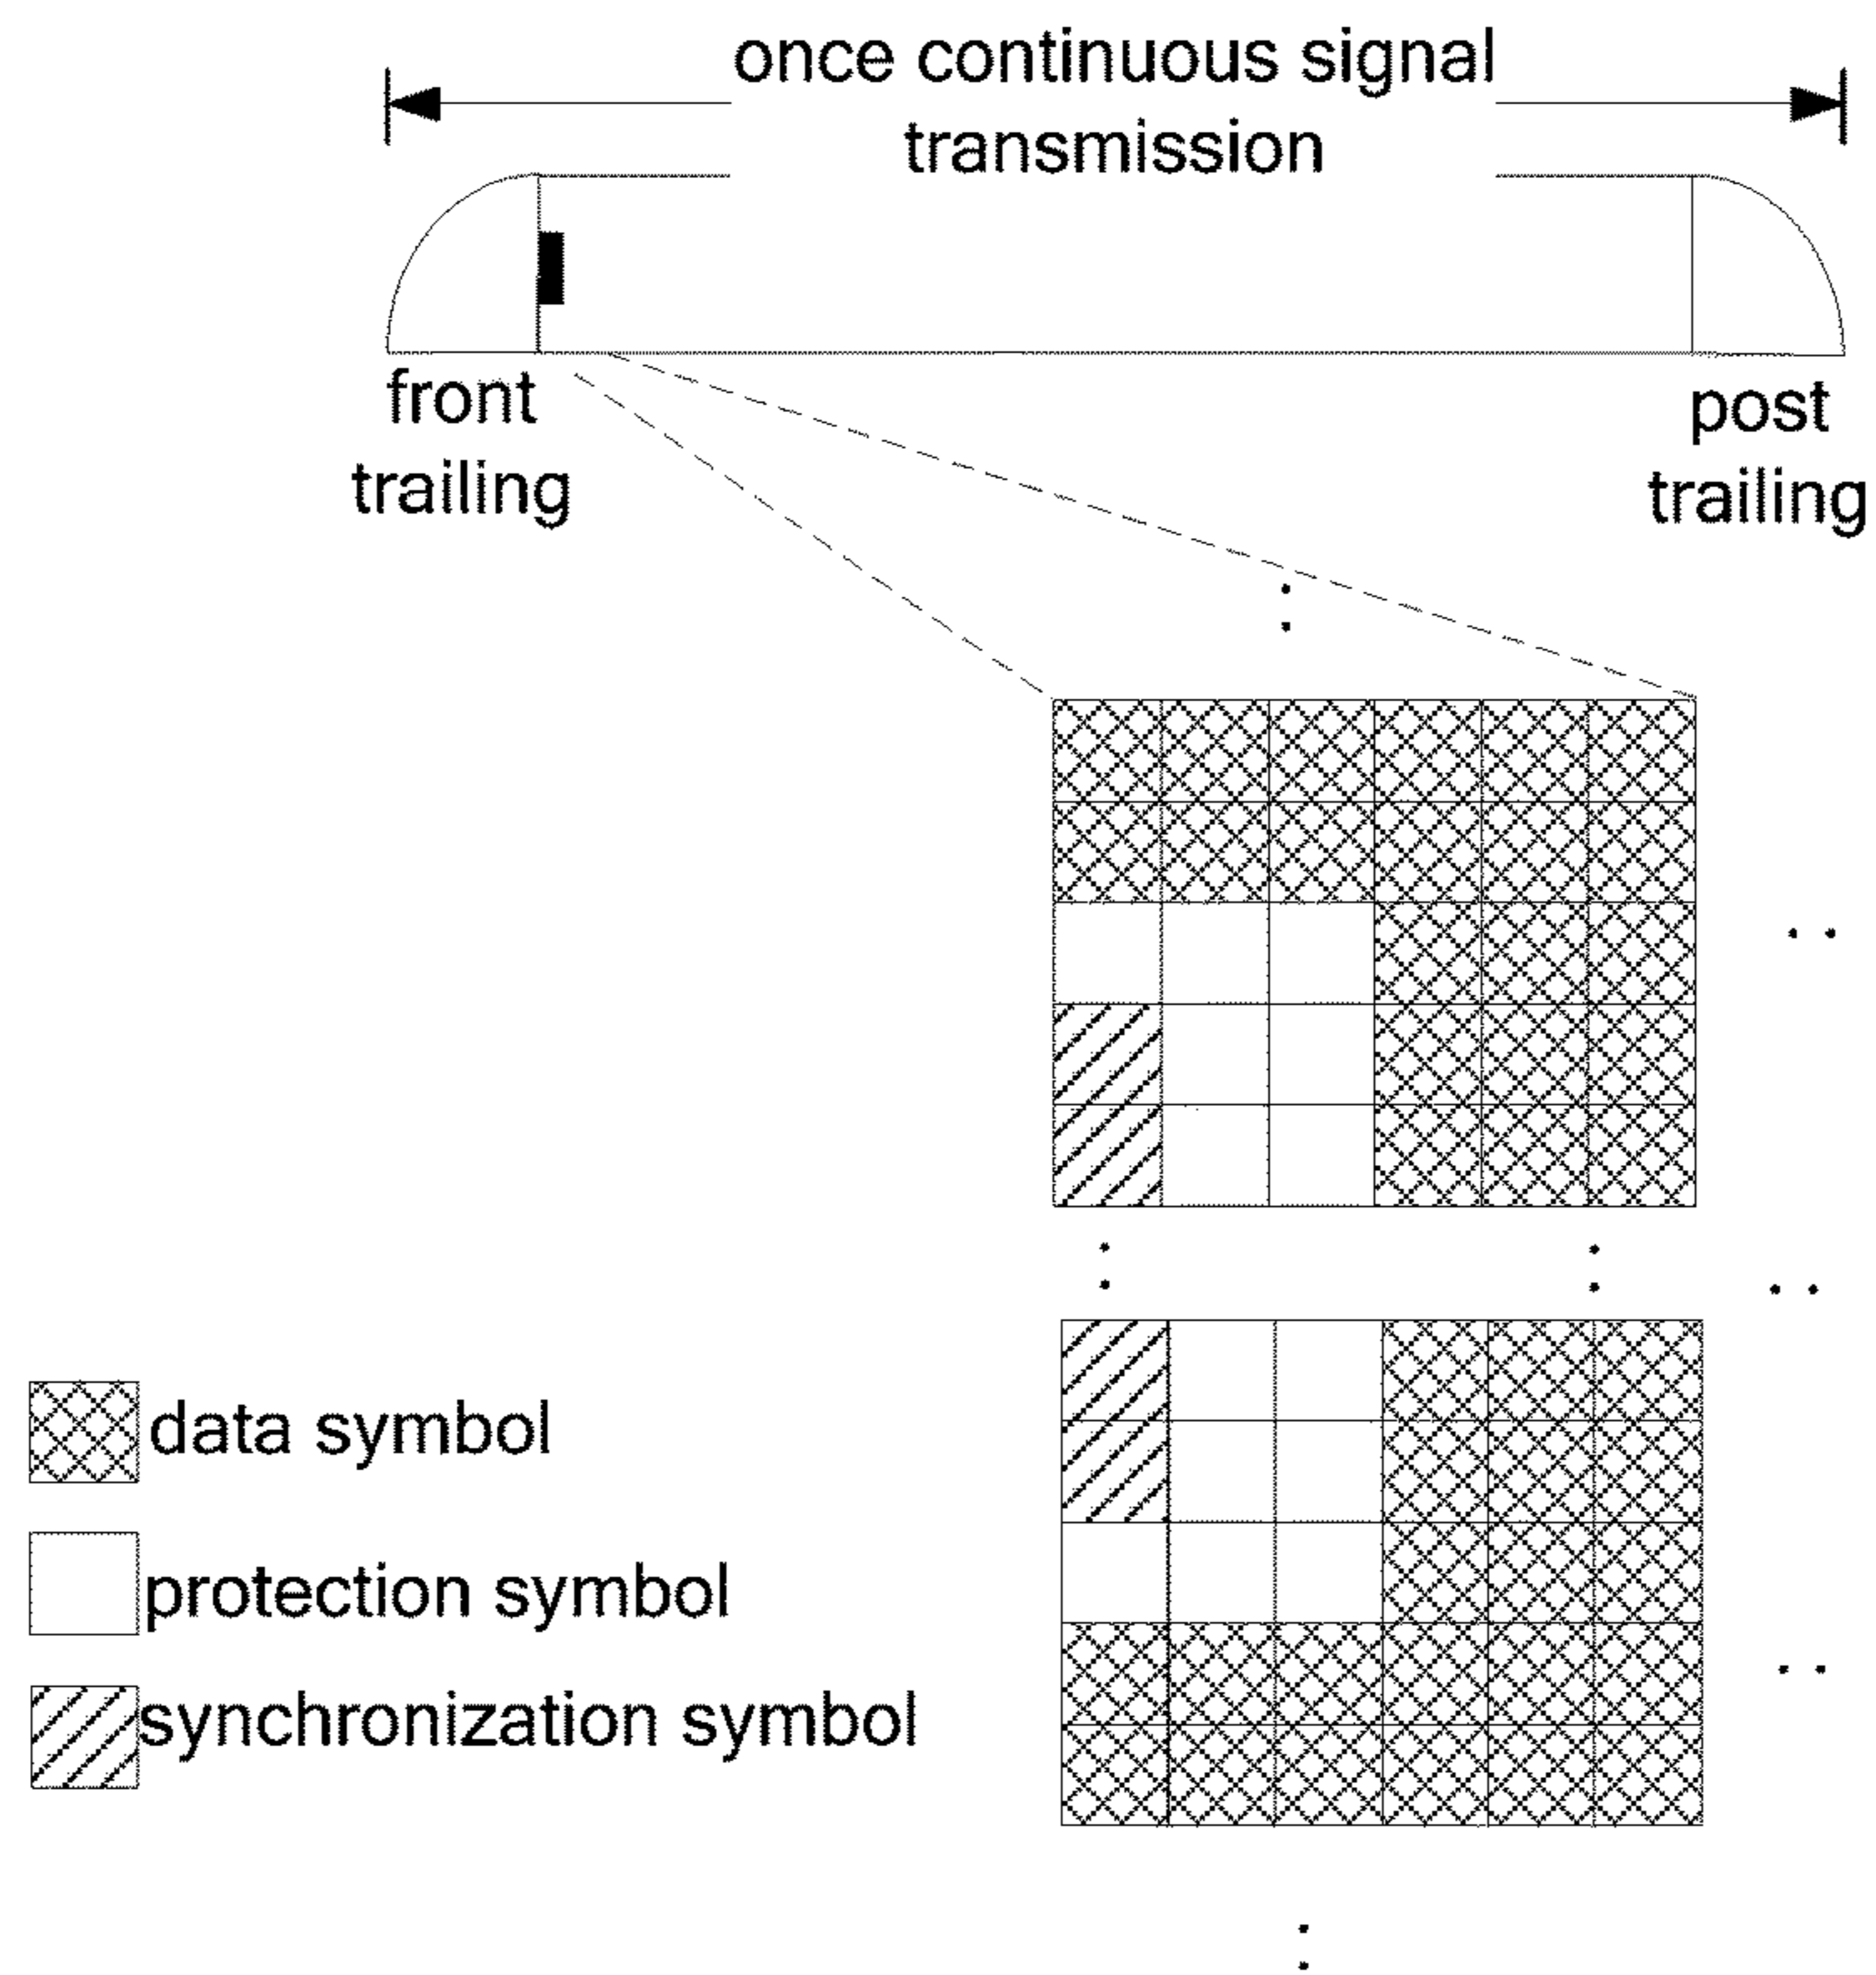 once continuous signal
transmission
front
trailing
post
trailing
data symbol
protection symbol
synchronization symbol